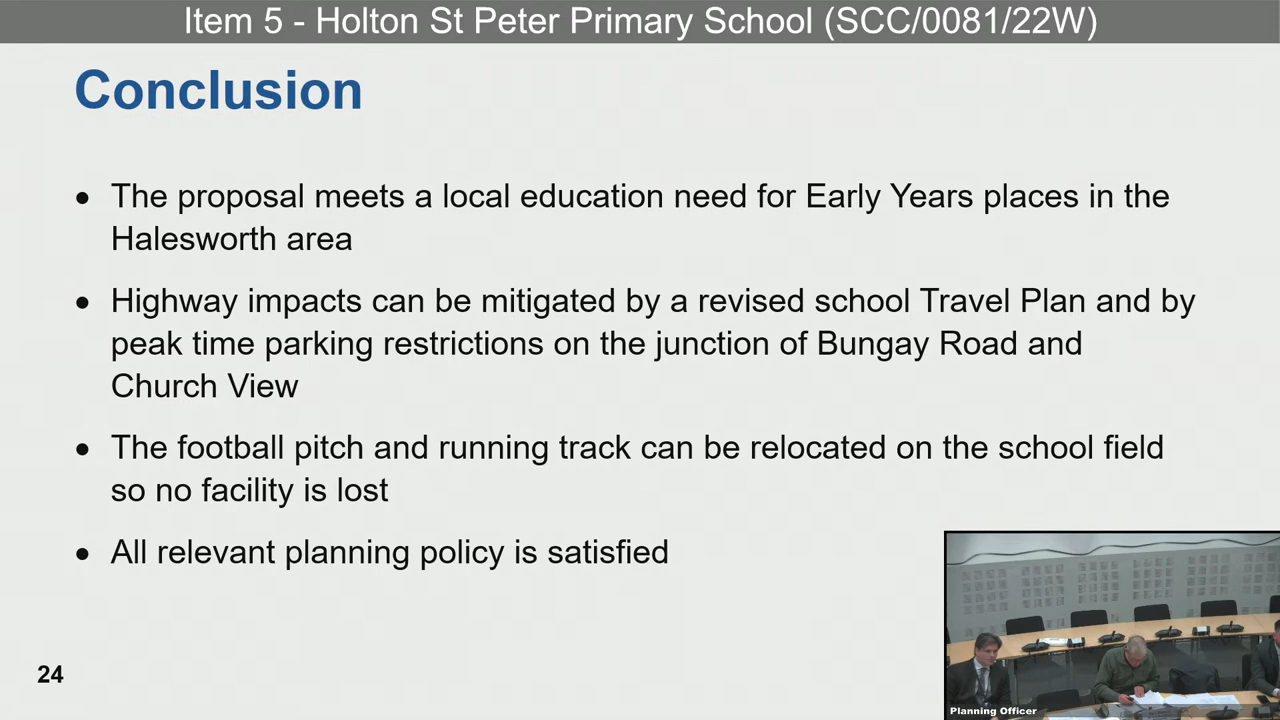 Item 5 - Holton St Peter Primary School (SCC/0081/22W)
Conclusion
• The proposal meets a local education need for Early Years places in the
Halesworth area
• Highway impacts can be mitigated by a revised school Travel Plan and by
peak time parking restrictions on the junction of Bungay Road and
Church View
• The football pitch and running track can be relocated on the school field
so no facility is lost
• All relevant planning policy is satisfied
24
Planning Officer